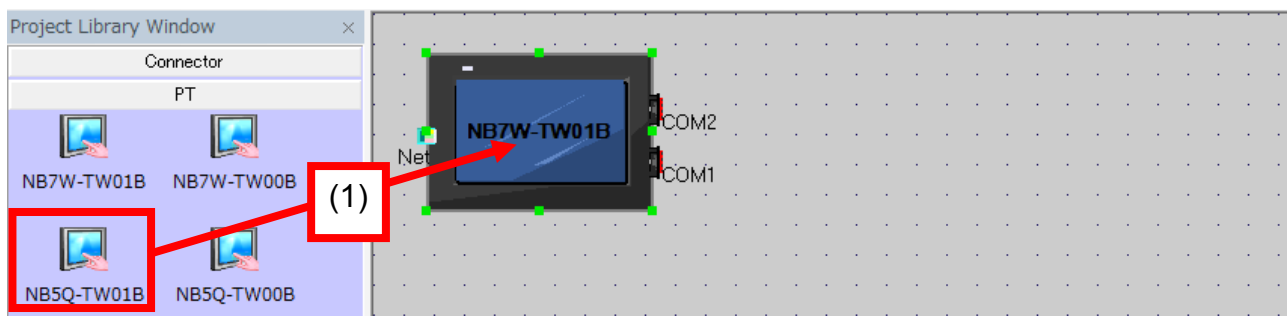 Project Library Window
Connector
PT
NB7W-TW01B NB7W-TW00B
NB5Q-TW01B NB5Q-TW00B
(1)
NB7W-TW01B
COM2
Net
COM1